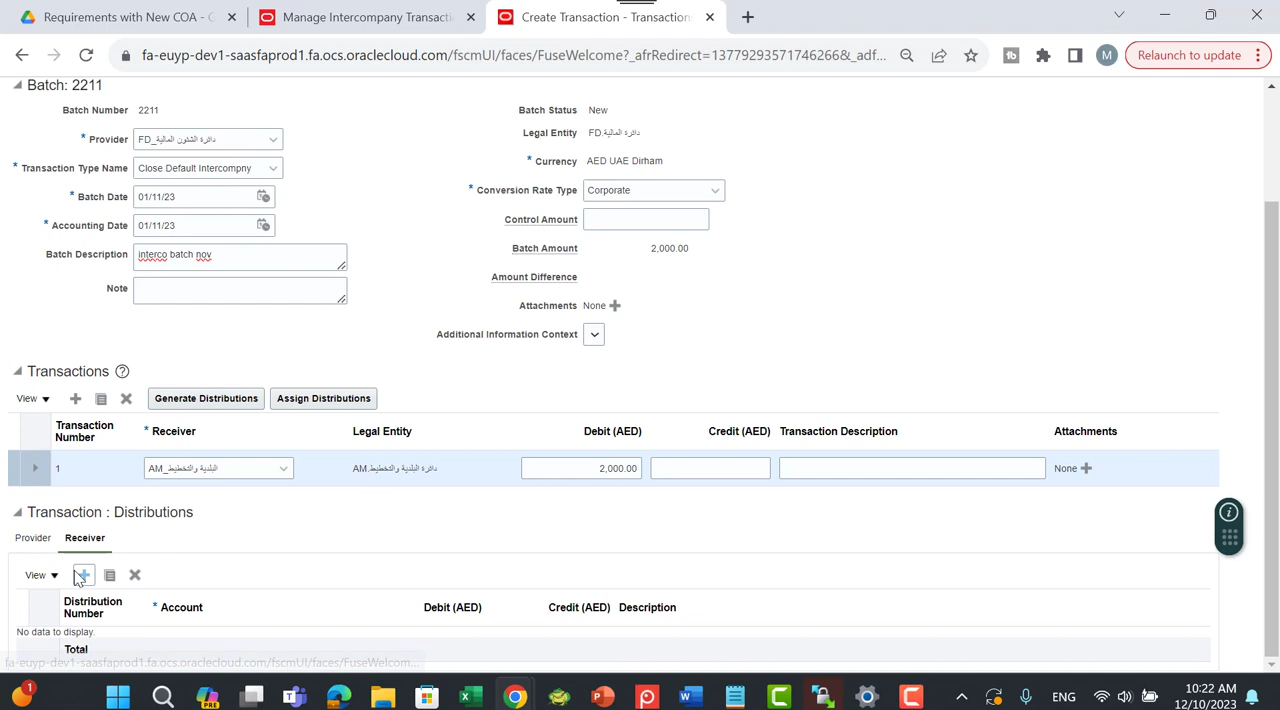 Requirements with New COA - G
Manage Intercompany Transacti
Create Transaction - Transaction
fa-euyp-dev1-saasfaprod1.fa.ocs.oraclecloud.com/fscmUI/faces/FuseWelcome?_afrRedirect=13779293571746266&_adf...
M
Relaunch to update
Batch: 2211
Batch Number 2211
Batch Status New
* Provider FD_دائرة الشئون المالية
Legal Entity FD.دائرة المالية
* Transaction Type Name Close Default Intercompny
* Currency AED UAE Dirham
* Batch Date 01/11/23
* Conversion Rate Type Corporate
* Accounting Date 01/11/23
Control Amount
Batch Description interco batch nov
Batch Amount 2,000.00
Amount Difference
Note
Attachments None
Additional Information Context
Transactions
View
Generate Distributions
Assign Distributions
Transaction Number * Receiver Legal Entity Debit (AED) Credit (AED) Transaction Description Attachments
1 AM_البلدية والتخطيط AM.دائرة البلدية والتخطيط 2,000.00 None
Transaction : Distributions
Provider Receiver
View
Distribution Number * Account Debit (AED) Credit (AED) Description
No data to display.
Total
fa-euyp-dev1-saasfaprod1.fa.ocs.oraclecloud.com/fscmUI/faces/FuseWelcom...
1
PRE
ENG
10:22 AM
12/10/2023